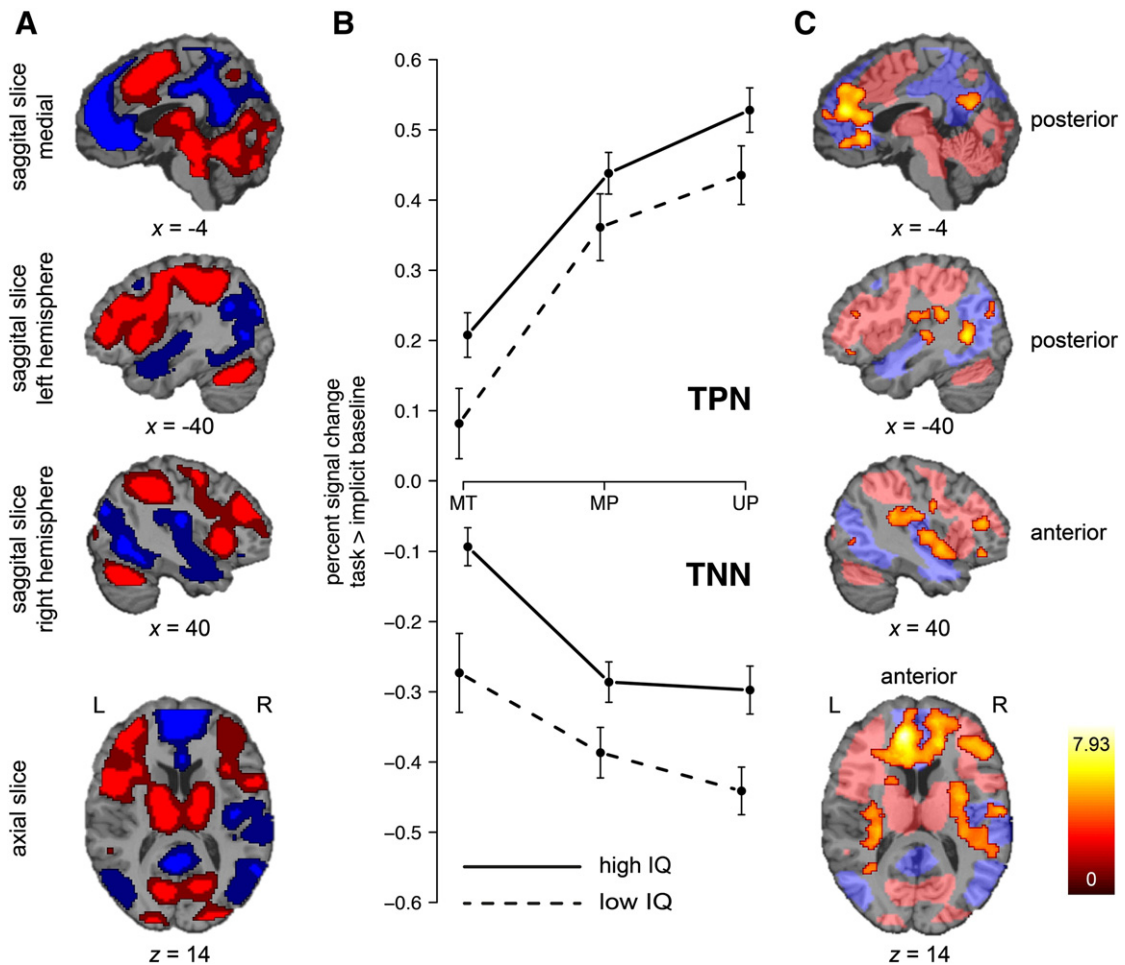 A
saggital slice
medial
x = -4
saggital slice
left hemisphere
x = -40
saggital slice
right hemisphere
x = 40
axial slice
L
R
z = 14
B
percent signal change
task > implicit baseline
0.6
0.5
0.4
0.3
0.2
0.1
0.0
−0.1
−0.2
−0.3
−0.4
−0.5
−0.6
TPN
MT
MP
UP
TNN
high IQ
low IQ
C
posterior
x = -4
posterior
x = -40
anterior
x = 40
anterior
L
R
z = 14
7.93
0